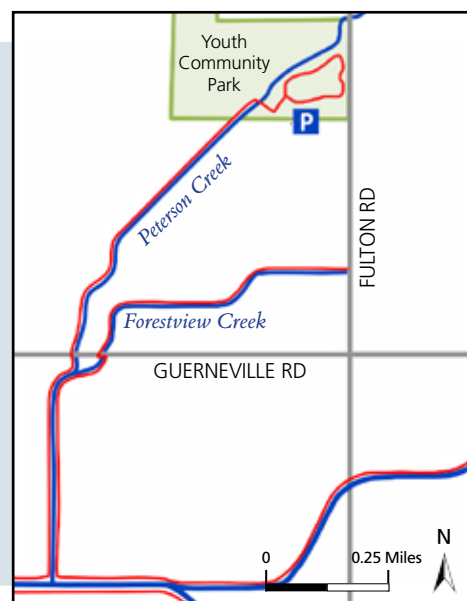 Youth
Community
Park
P
Peterson Creek
FULTON RD
Forestview Creek
GUERNEVILLE RD
N
0 0.25 Miles